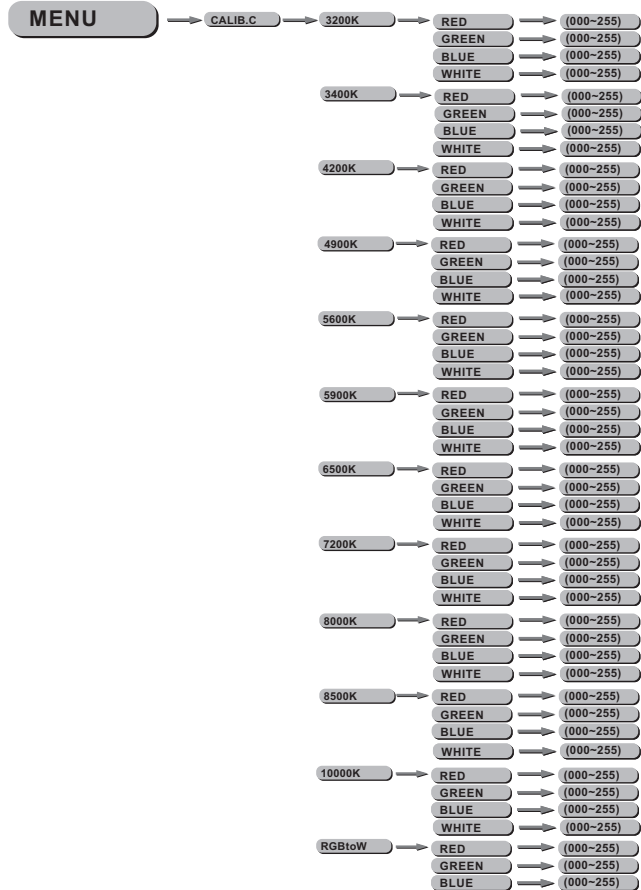 MENU CALIB.C 3200K RED (000~255)
GREEN (000~255)
BLUE (000~255)
WHITE (000~255)
3400K RED (000~255)
GREEN (000~255)
BLUE (000~255)
WHITE (000~255)
4200K RED (000~255)
GREEN (000~255)
BLUE (000~255)
WHITE (000~255)
4900K RED (000~255)
GREEN (000~255)
BLUE (000~255)
WHITE (000~255)
5600K RED (000~255)
GREEN (000~255)
BLUE (000~255)
WHITE (000~255)
5900K RED (000~255)
GREEN (000~255)
BLUE (000~255)
WHITE (000~255)
6500K RED (000~255)
GREEN (000~255)
BLUE (000~255)
WHITE (000~255)
7200K RED (000~255)
GREEN (000~255)
BLUE (000~255)
WHITE (000~255)
8000K RED (000~255)
GREEN (000~255)
BLUE (000~255)
WHITE (000~255)
8500K RED (000~255)
GREEN (000~255)
BLUE (000~255)
WHITE (000~255)
10000K RED (000~255)
GREEN (000~255)
BLUE (000~255)
WHITE (000~255)
RGBtoW RED (000~255)
GREEN (000~255)
BLUE (000~255)